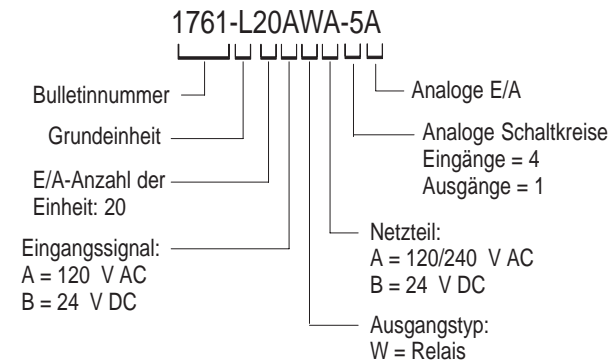 1761-L20AWA-5A
Bulletinnummer
Grundeinheit
E/A-Anzahl der
Einheit: 20
Eingangssignal:
A = 120 V AC
B = 24 V DC
Analoge E/A
Analoge Schaltkreise
Eingänge = 4
Ausgänge = 1
Netzteil:
A = 120/240 V AC
B = 24 V DC
Ausgangstyp:
W = Relais